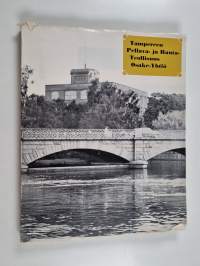 Tampereen
Pellava- ja Rauta-
Teollisuus
Osake-Yhtiö